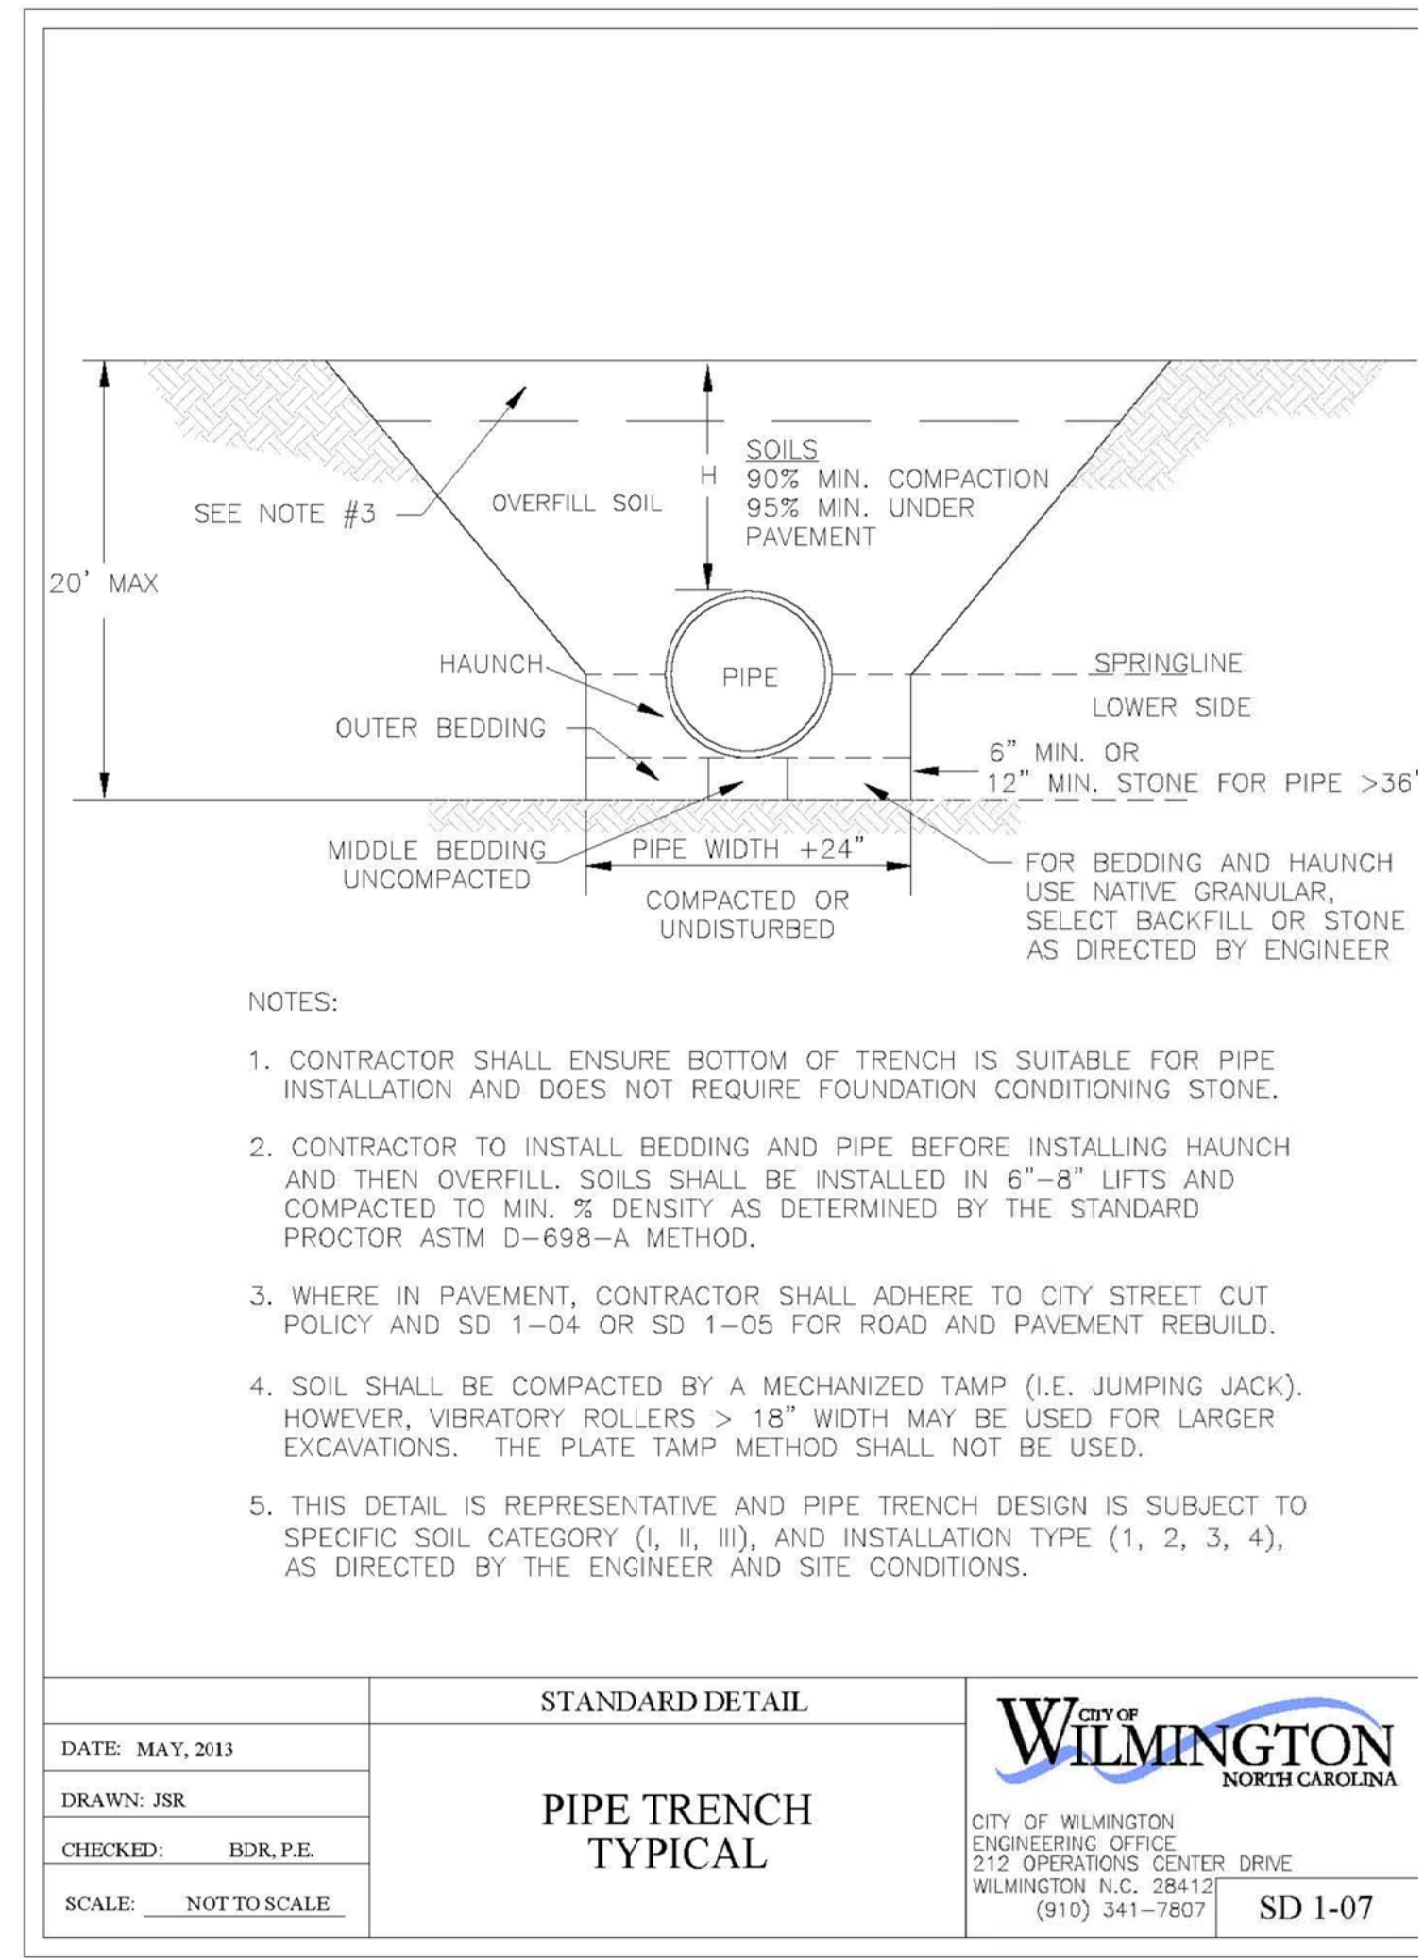 SOILS
90% MIN. COMPACTION
95% MIN. UNDER
PAVEMENT
H
OVERFILL SOIL
SEE NOTE #3
20' MAX
HAUNCH
PIPE
SPRINGLINE
LOWER SIDE
OUTER BEDDING
6" MIN. OR
12" MIN. STONE FOR PIPE >36"
MIDDLE BEDDING
UNCOMPACTED
PIPE WIDTH +24"
COMPACTED OR
UNDISTURBED
FOR BEDDING AND HAUNCH
USE NATIVE GRANULAR,
SELECT BACKFILL OR STONE
AS DIRECTED BY ENGINEER
NOTES:
1. CONTRACTOR SHALL ENSURE BOTTOM OF TRENCH IS SUITABLE FOR PIPE
INSTALLATION AND DOES NOT REQUIRE FOUNDATION CONDITIONING STONE.
2. CONTRACTOR TO INSTALL BEDDING AND PIPE BEFORE INSTALLING HAUNCH
AND THEN OVERFILL. SOILS SHALL BE INSTALLED IN 6"-8" LIFTS AND
COMPACTED TO MIN. % DENSITY AS DETERMINED BY THE STANDARD
PROCTOR ASTM D-698-A METHOD.
3. WHERE IN PAVEMENT, CONTRACTOR SHALL ADHERE TO CITY STREET CUT
POLICY AND SD 1-04 OR SD 1-05 FOR ROAD AND PAVEMENT REBUILD.
4. SOIL SHALL BE COMPACTED BY A MECHANIZED TAMP (I.E. JUMPING JACK).
HOWEVER, VIBRATORY ROLLERS > 18" WIDTH MAY BE USED FOR LARGER
EXCAVATIONS. THE PLATE TAMP METHOD SHALL NOT BE USED.
5. THIS DETAIL IS REPRESENTATIVE AND PIPE TRENCH DESIGN IS SUBJECT TO
SPECIFIC SOIL CATEGORY (I, II, III), AND INSTALLATION TYPE (1, 2, 3, 4),
AS DIRECTED BY THE ENGINEER AND SITE CONDITIONS.
STANDARD DETAIL
DATE: MAY, 2013
DRAWN: JSR
CHECKED: BDR, P.E.
SCALE: NOT TO SCALE
PIPE TRENCH
TYPICAL
CITY OF
WILMINGTON
NORTH CAROLINA
CITY OF WILMINGTON
ENGINEERING OFFICE
212 OPERATIONS CENTER DRIVE
WILMINGTON N.C. 28412
(910) 341-7807
SD 1-07